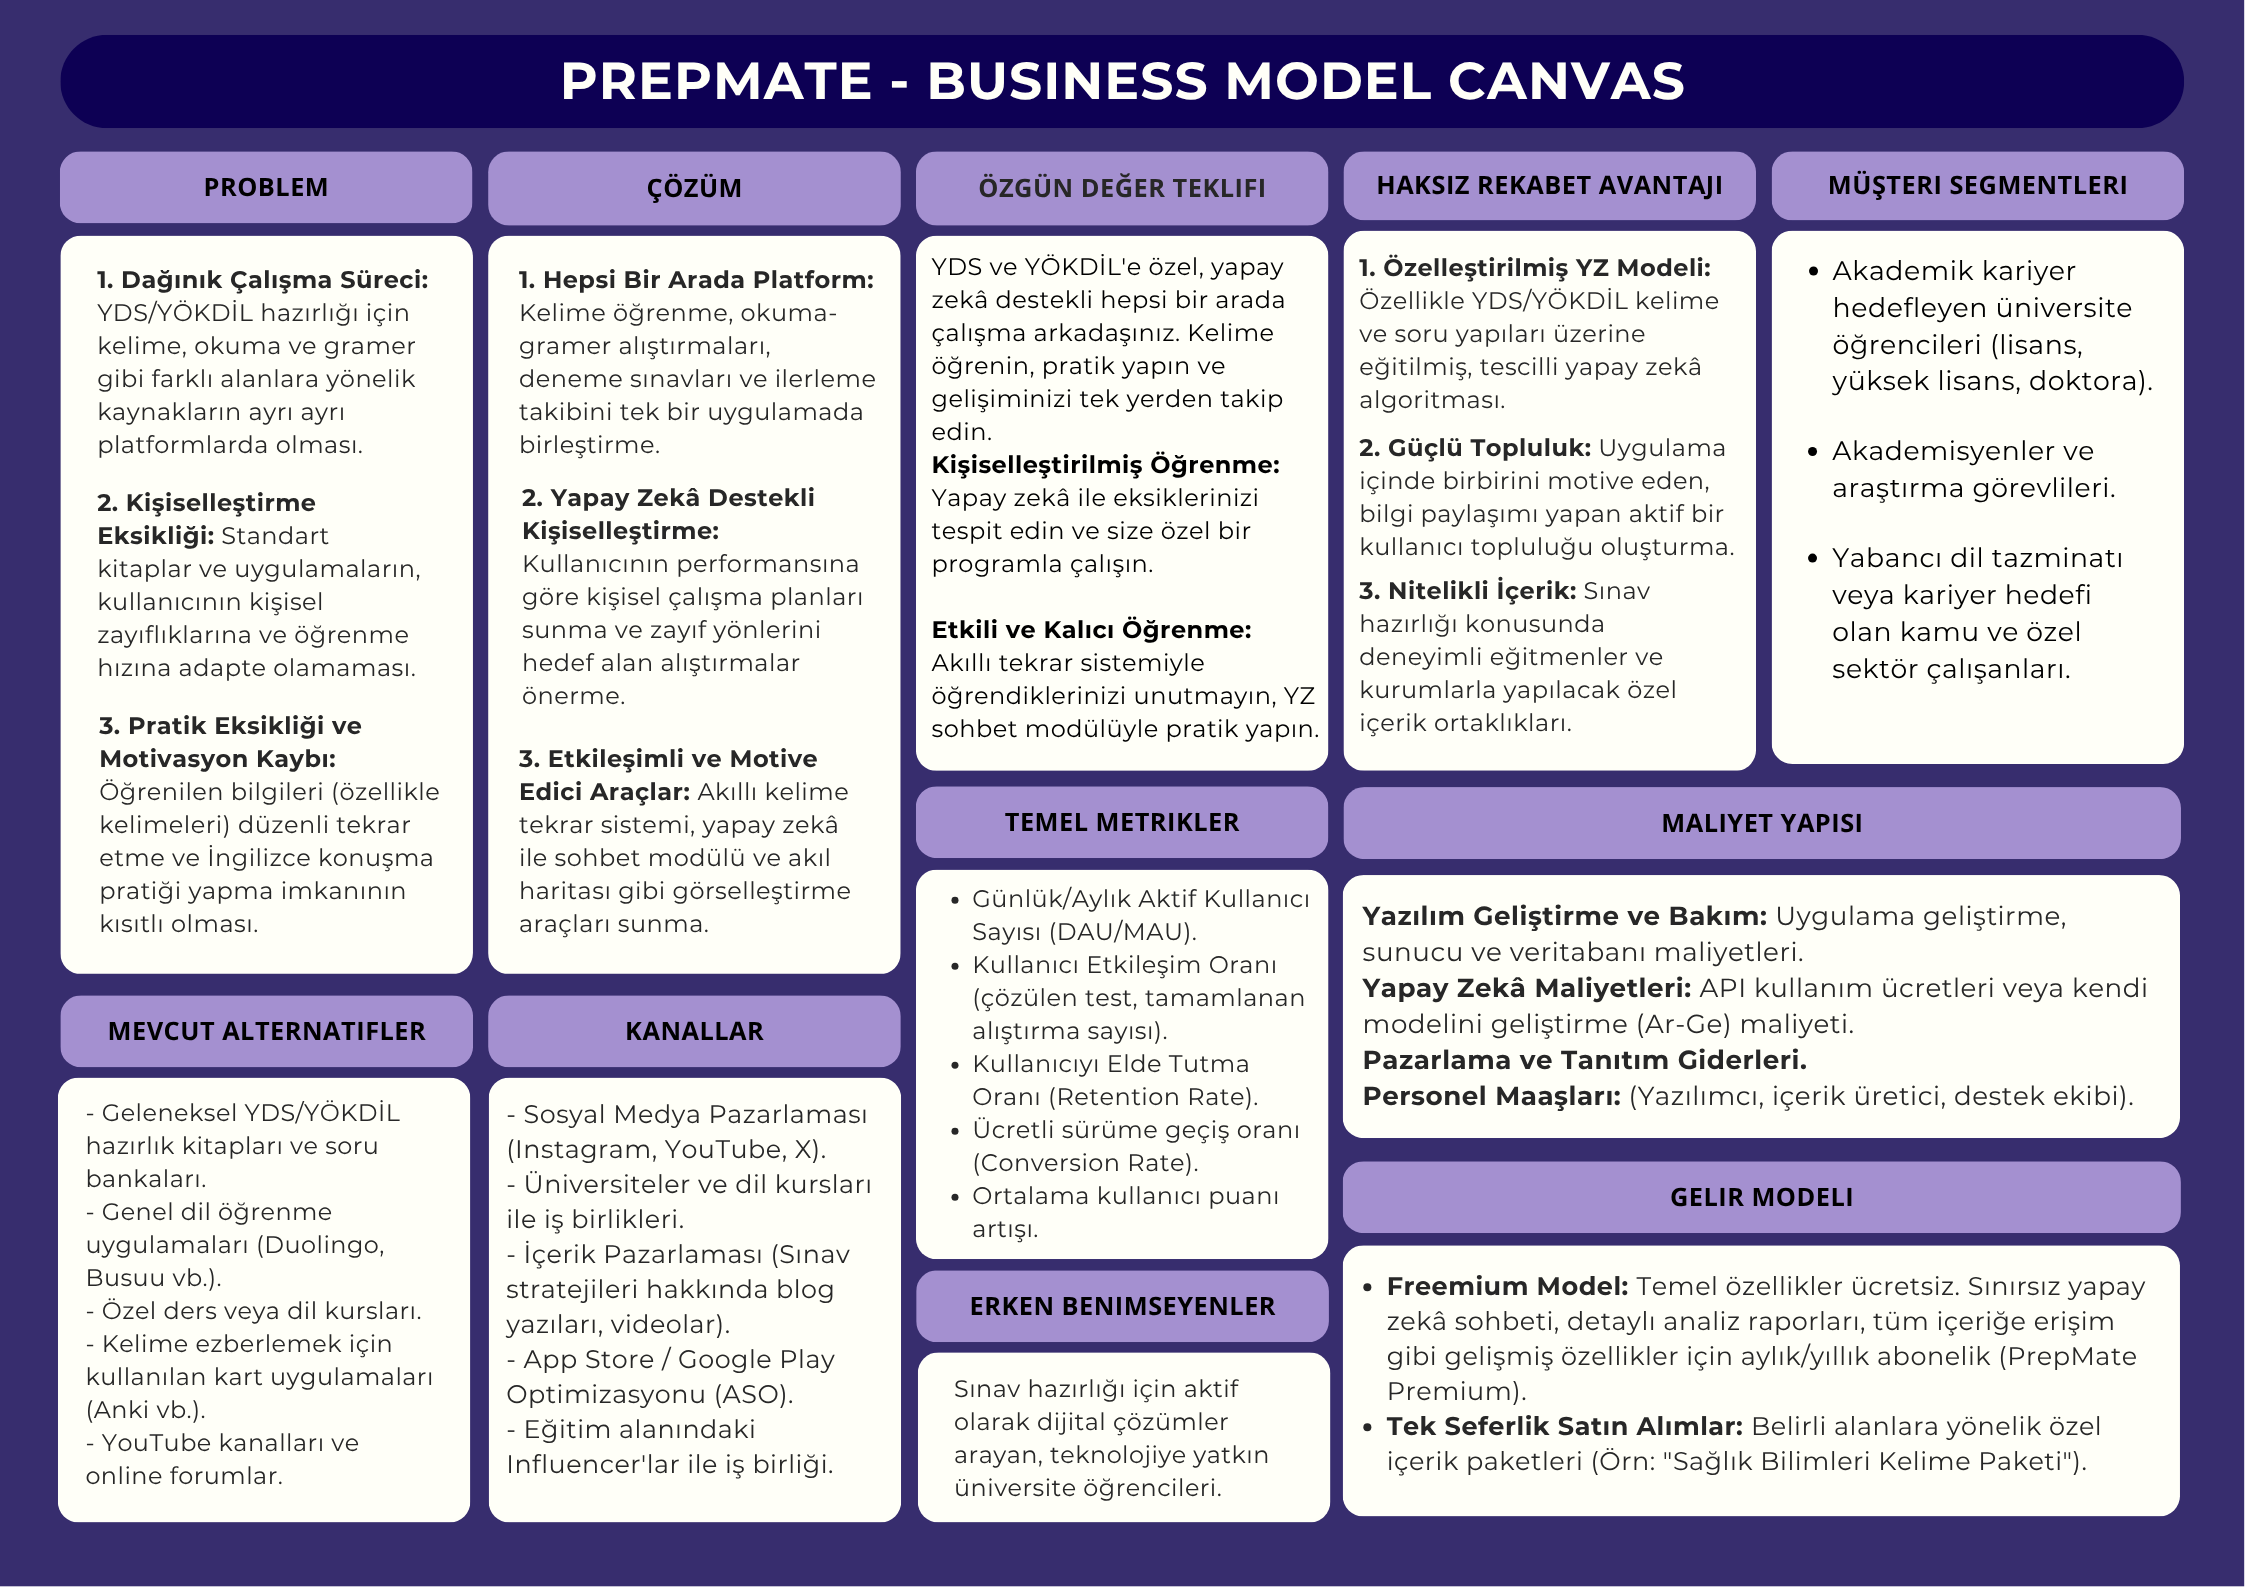 PREPMATE - BUSINESS MODEL CANVAS
PROBLEM
1. Dağınık Çalışma Süreci:
YDS/YÖKDİL hazırlığı için
kelime, okuma ve gramer
gibi farklı alanlara yönelik
kaynakların ayrı ayrı
platformlarda olması.
2. Kişiselleştirme
Eksikliği: Standart
kitaplar ve uygulamaların,
kullanıcının kişisel
zayıflıklarına ve öğrenme
hızına adapte olamaması.
3. Pratik Eksikliği ve
Motivasyon Kaybı:
Öğrenilen bilgileri (özellikle
kelimeleri) düzenli tekrar
etme ve İngilizce konuşma
pratiği yapma imkanının
kısıtlı olması.
ÇÖZÜM
1. Hepsi Bir Arada Platform:
Kelime öğrenme, okuma-
gramer alıştırmaları,
deneme sınavları ve ilerleme
takibini tek bir uygulamada
birleştirme.
2. Yapay Zekâ Destekli
Kişiselleştirme:
Kullanıcının performansına
göre kişisel çalışma planları
sunma ve zayıf yönlerini
hedef alan alıştırmalar
önerme.
3. Etkileşimli ve Motive
Edici Araçlar: Akıllı kelime
tekrar sistemi, yapay zekâ
ile sohbet modülü ve akıl
haritası gibi görselleştirme
araçları sunma.
ÖZGÜN DEĞER TEKLIFI
YDS ve YÖKDİL'e özel, yapay
zekâ destekli hepsi bir arada
çalışma arkadaşınız. Kelime
öğrenin, pratik yapın ve
gelişiminizi tek yerden takip
edin.
Kişiselleştirilmiş Öğrenme:
Yapay zekâ ile eksiklerinizi
tespit edin ve size özel bir
programla çalışın.
Etkili ve Kalıcı Öğrenme:
Akıllı tekrar sistemiyle
öğrendiklerinizi unutmayın, YZ
sohbet modülüyle pratik yapın.
HAKSIZ REKABET AVANTAJI
1. Özelleştirilmiş YZ Modeli:
Özellikle YDS/YÖKDİL kelime
ve soru yapıları üzerine
eğitilmiş, tescilli yapay zekâ
algoritması.
2. Güçlü Topluluk: Uygulama
içinde birbirini motive eden,
bilgi paylaşımı yapan aktif bir
kullanıcı topluluğu oluşturma.
3. Nitelikli İçerik: Sınav
hazırlığı konusunda
deneyimli eğitmenler ve
kurumlarla yapılacak özel
içerik ortaklıkları.
MÜŞTERI SEGMENTLERI
• Akademik kariyer
hedefleyen üniversite
öğrencileri (lisans,
yüksek lisans, doktora).
• Akademisyenler ve
araştırma görevlileri.
• Yabancı dil tazminatı
veya kariyer hedefi
olan kamu ve özel
sektör çalışanları.
MEVCUT ALTERNATIFLER
- Geleneksel YDS/YÖKDİL
hazırlık kitapları ve soru
bankaları.
- Genel dil öğrenme
uygulamaları (Duolingo,
Busuu vb.).
- Özel ders veya dil kursları.
- Kelime ezberlemek için
kullanılan kart uygulamaları
(Anki vb.).
- YouTube kanalları ve
online forumlar.
KANALLAR
- Sosyal Medya Pazarlaması
(Instagram, YouTube, X).
- Üniversiteler ve dil kursları
ile iş birlikleri.
- İçerik Pazarlaması (Sınav
stratejileri hakkında blog
yazıları, videolar).
- App Store / Google Play
Optimizasyonu (ASO).
- Eğitim alanındaki
Influencer'lar ile iş birliği.
TEMEL METRIKLER
• Günlük/Aylık Aktif Kullanıcı
Sayısı (DAU/MAU).
• Kullanıcı Etkileşim Oranı
(çözülen test, tamamlanan
alıştırma sayısı).
• Kullanıcıyı Elde Tutma
Oranı (Retention Rate).
• Ücretli sürüme geçiş oranı
(Conversion Rate).
• Ortalama kullanıcı puanı
artışı.
ERKEN BENIMSEYENLER
Sınav hazırlığı için aktif
olarak dijital çözümler
arayan, teknolojiye yatkın
üniversite öğrencileri.
MALIYET YAPISI
Yazılım Geliştirme ve Bakım: Uygulama geliştirme,
sunucu ve veritabanı maliyetleri.
Yapay Zekâ Maliyetleri: API kullanım ücretleri veya kendi
modelini geliştirme (Ar-Ge) maliyeti.
Pazarlama ve Tanıtım Giderleri.
Personel Maaşları: (Yazılımcı, içerik üretici, destek ekibi).
GELIR MODELI
• Freemium Model: Temel özellikler ücretsiz. Sınırsız yapay
zekâ sohbeti, detaylı analiz raporları, tüm içeriğe erişim
gibi gelişmiş özellikler için aylık/yıllık abonelik (PrepMate
Premium).
• Tek Seferlik Satın Alımlar: Belirli alanlara yönelik özel
içerik paketleri (Örn: "Sağlık Bilimleri Kelime Paketi").